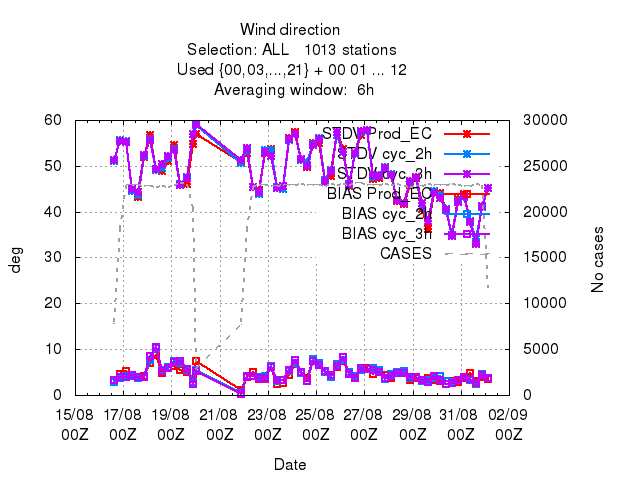 Wind direction
Selection: ALL 1013 stations
Used {00,03,...,21} + 00 01 ... 12
Averaging window: 6h
60 30000
STDV Prod_EC
STDV cyc_2h
50 25000
STDV cyc_3h
BIAS Prod_EC
40 20000
BIAS cyc_2h
BIAS cyc_3h
CASES
30 15000
deg
No cases
20 10000
10 5000
0 0
15/08 17/08 19/08 21/08 23/08 25/08 27/08 29/08 31/08 02/09
00Z 00Z 00Z 00Z 00Z 00Z 00Z 00Z 00Z 00Z
Date